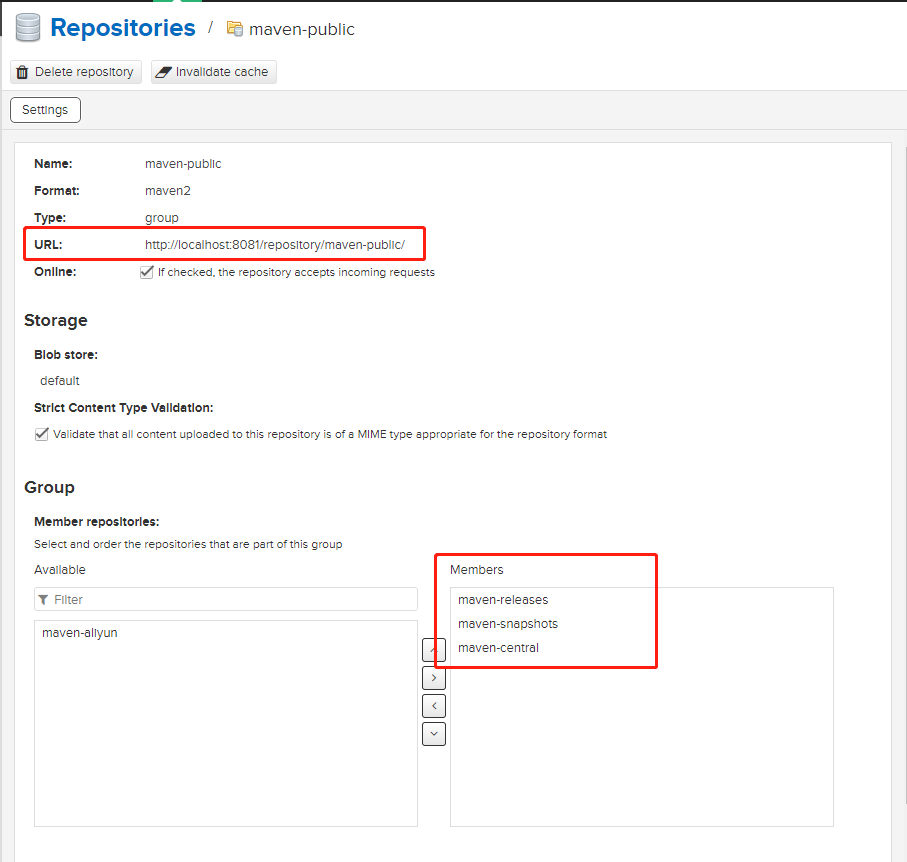 Repositories / maven-public
Delete repository Invalidate cache
Settings
Name: maven-public
Format: maven2
Type: group
URL: http://localhost:8081/repository/maven-public/
Online: If checked, the repository accepts incoming requests
Storage
Blob store:
default
Strict Content Type Validation:
Validate that all content uploaded to this repository is of a MIME type appropriate for the repository format
Group
Member repositories:
Select and order the repositories that are part of this group
Available
Filter
maven-aliyun
Members
maven-releases
maven-snapshots
maven-central